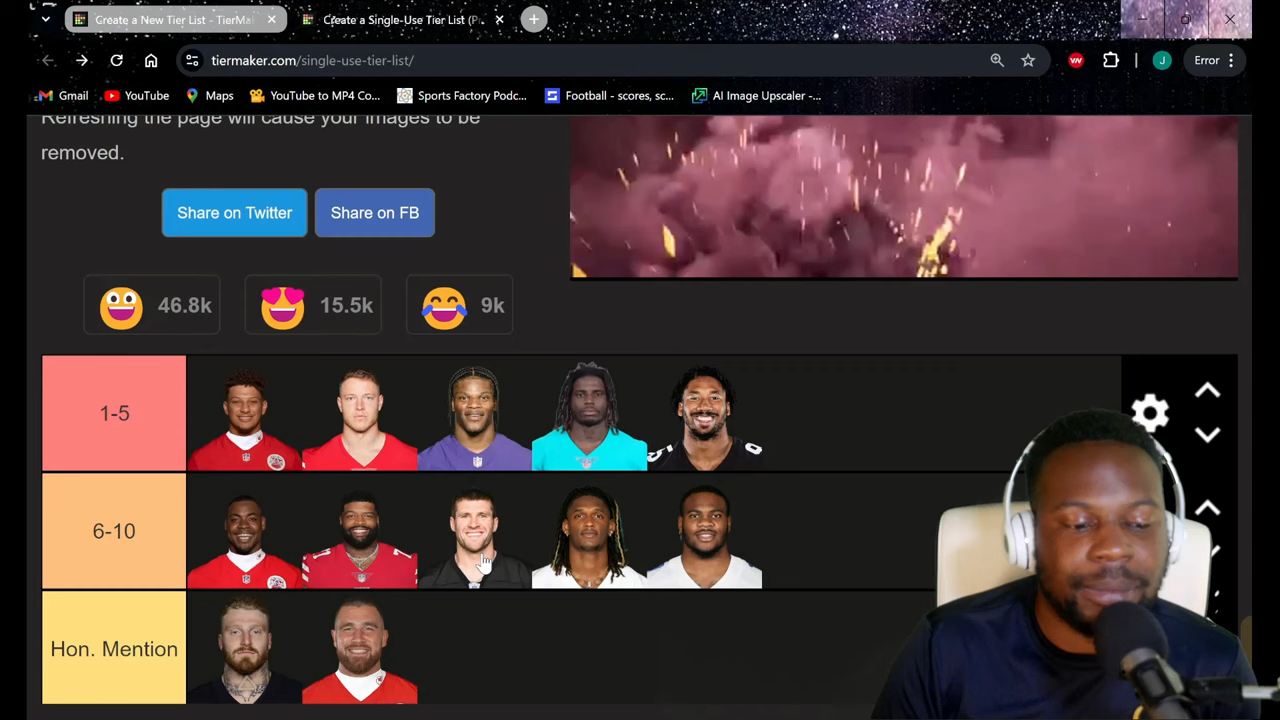 Create a New Tier List - TierMa
Create a Single-Use Tier List (P
tiermaker.com/single-use-tier-list/
Error
Gmail
YouTube
Maps
YouTube to MP4 Co...
Sports Factory Podc...
Football - scores, sc...
AI Image Upscaler -...
Refreshing the page will cause your images to be
removed.
Share on Twitter
Share on FB
46.8k
15.5k
9k
1-5
6-10
Hon. Mention